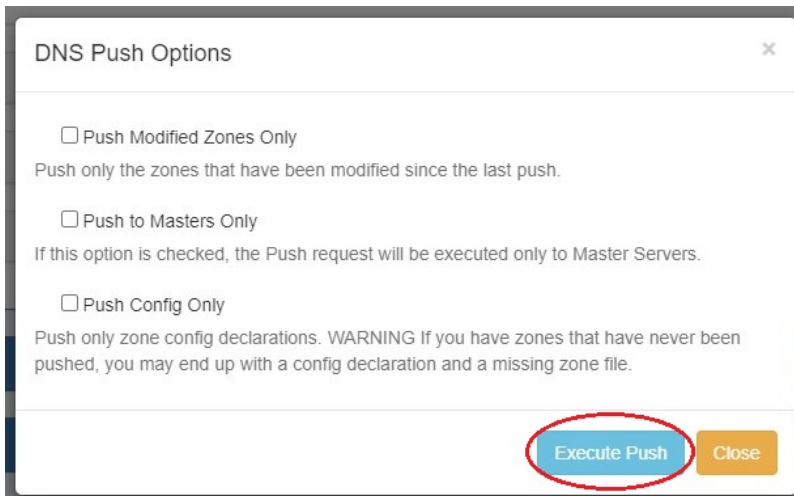 DNS Push Options
×
Push Modified Zones Only
Push only the zones that have been modified since the last push.
Push to Masters Only
If this option is checked, the Push request will be executed only to Master Servers.
Push Config Only
Push only zone config declarations. WARNING If you have zones that have never been
pushed, you may end up with a config declaration and a missing zone file.
Execute Push Close